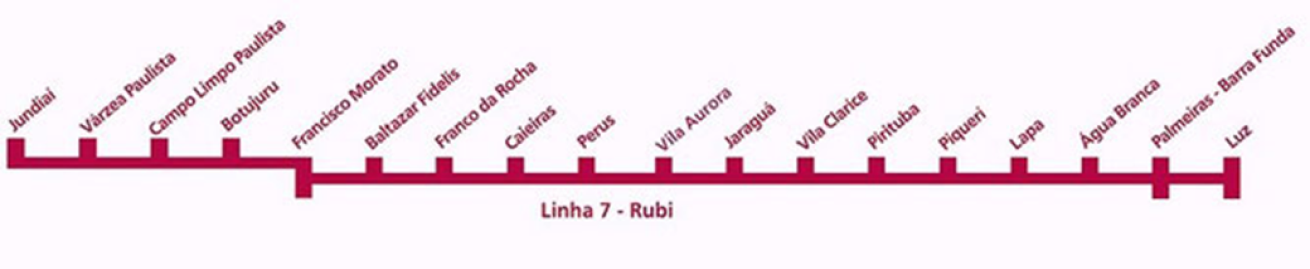 Jundiaí
Várzea Paulista
Campo Limpo Paulista
Botujuru
Francisco Morato
Baltazar Fidelis
Franco da Rocha
Caieiras
Perus
Vila Aurora
Jaraguá
Vila Clarice
Pirituba
Piqueri
Lapa
Água Branca
Palmeiras - Barra Funda
Luz
Linha 7 - Rubi